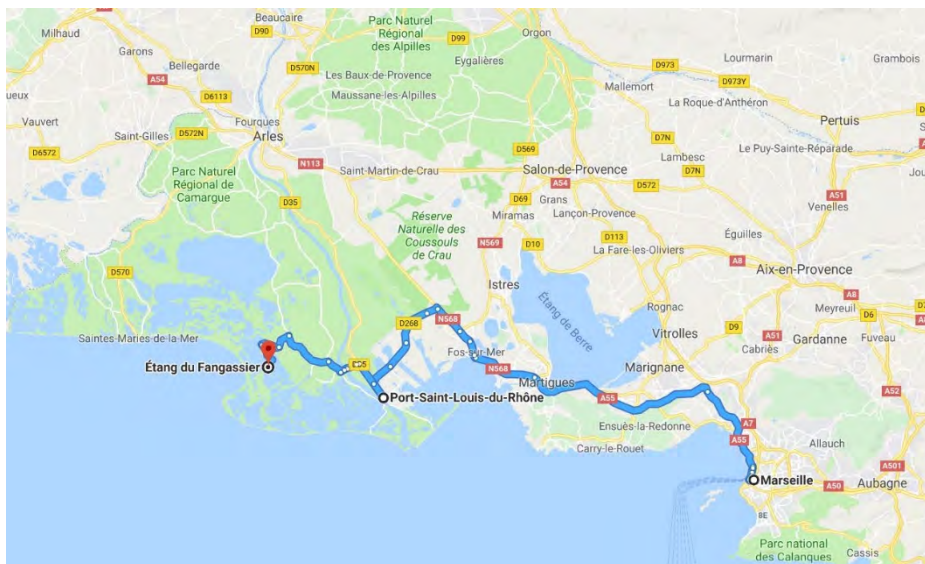 Beaucaire
Parc Naturel
Régional
des Alpilles
Milhaud
Garons
Bellegarde
D90
D99
Orgon
Eygalières
D570N
A54
Les Baux-de-Provence
Maussane-les-Alpilles
D973
Lourmarin
Grambois
D973Y
Mallemort
La Roque-d'Anthéron
ueux
Vauvert
D6113
Fourques
Arles
Saint-Gilles
D572N
D6572
N113
Saint-Martin-de-Crau
D569
D7N
Lambesc
D7N
Pertuis
Le Puy-Sainte-Réparade
Salon-de-Provence
A54
D572
Grans
Lançon-Provence
A51
Venelles
Jou
Parc Naturel
Régional de
Camargue
D35
Réserve
Naturelle des
Coussouls
de Crau
D69
Miramas
N569
D10
D113
La Fare-les-Oliviers
Éguilles
A8
Aix-en-Provence
D570
Istres
Étang de Berre
Rognac
Vitrolles
D9
A51
Cabriès
A8
Meyreuil
D6
Gardanne
Fuveau
A52
Saintes-Maries-de-la-Mer
D268
N568
Fos-sur-Mer
N568
Étang du Fangassier
Martigues
Marignane
A55
Port-Saint-Louis-du-Rhône
Ensuès-la-Redonne
Carry-le-Rouet
A7
A55
Allauch
A501
Marseille
A50
Aubagne
8E
Parc national
des Calanques
Cassis